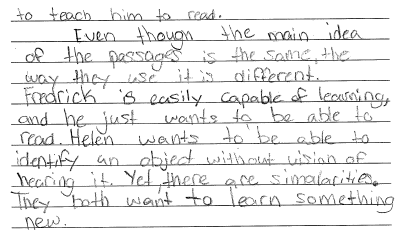 to teach him to read.
Even though the main idea
of the passages is the same, the
way they use it is different.
Fredrick is easily capable of learning,
and he just wants to be able to
read. Helen wants to be able to
identify an object without vision of
hearing it. Yet, there are simalarities.
They both want to learn something
new.